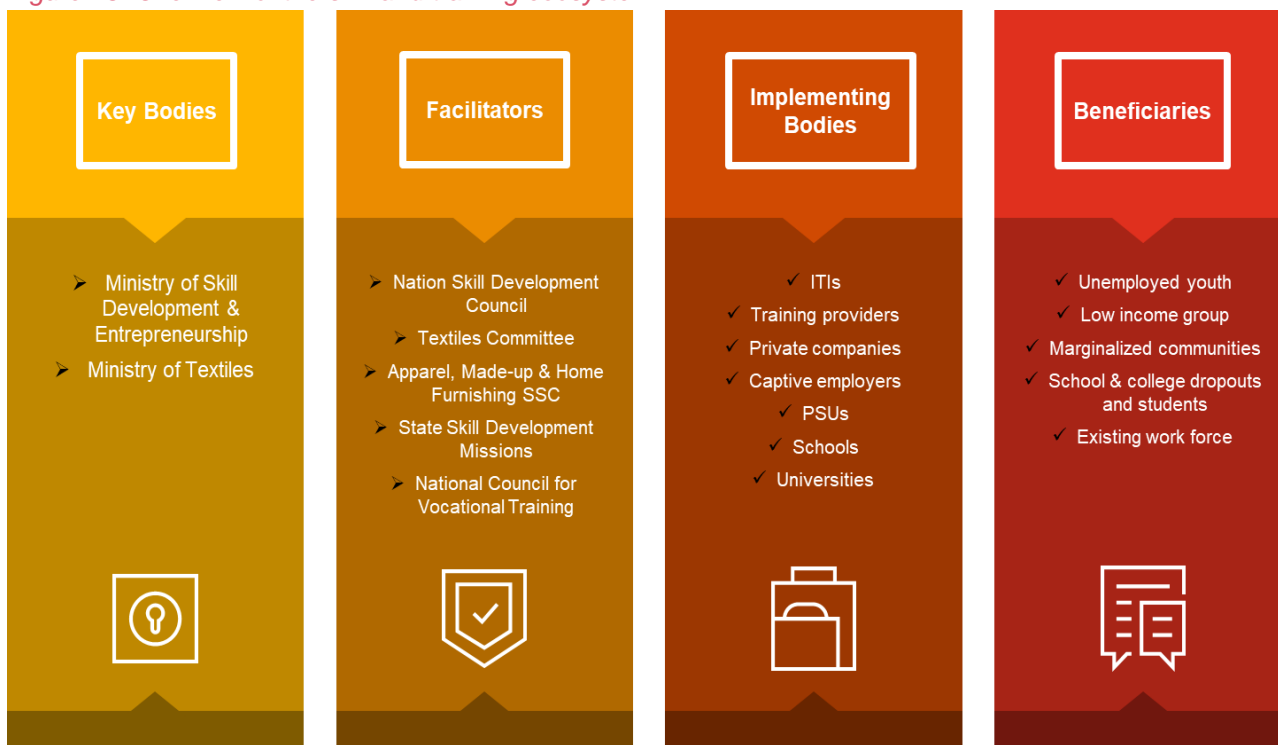 Key Bodies
Ministry of Skill
Development &
Entrepreneurship
Ministry of Textiles
Facilitators
Nation Skill Development
Council
Textiles Committee
Apparel, Made-up & Home
Furnishing SSC
State Skill Development
Missions
National Council for
Vocational Training
Implementing
Bodies
ITIs
Training providers
Private companies
Captive employers
PSUs
Schools
Universities
Beneficiaries
Unemployed youth
Low income group
Marginalized communities
School & college dropouts
and students
Existing work force